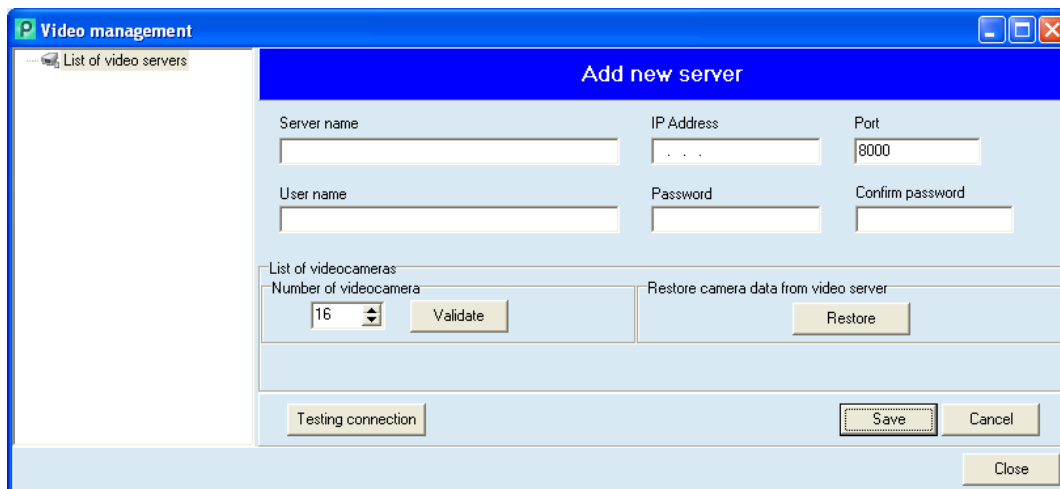 P Video management
List of video servers
Add new server
Server name IP Address Port
. . . 8000
User name Password Confirm password
List of videocameras
Number of videocamera Restore camera data from video server
16 Validate Restore
Testing connection Save Cancel
Close